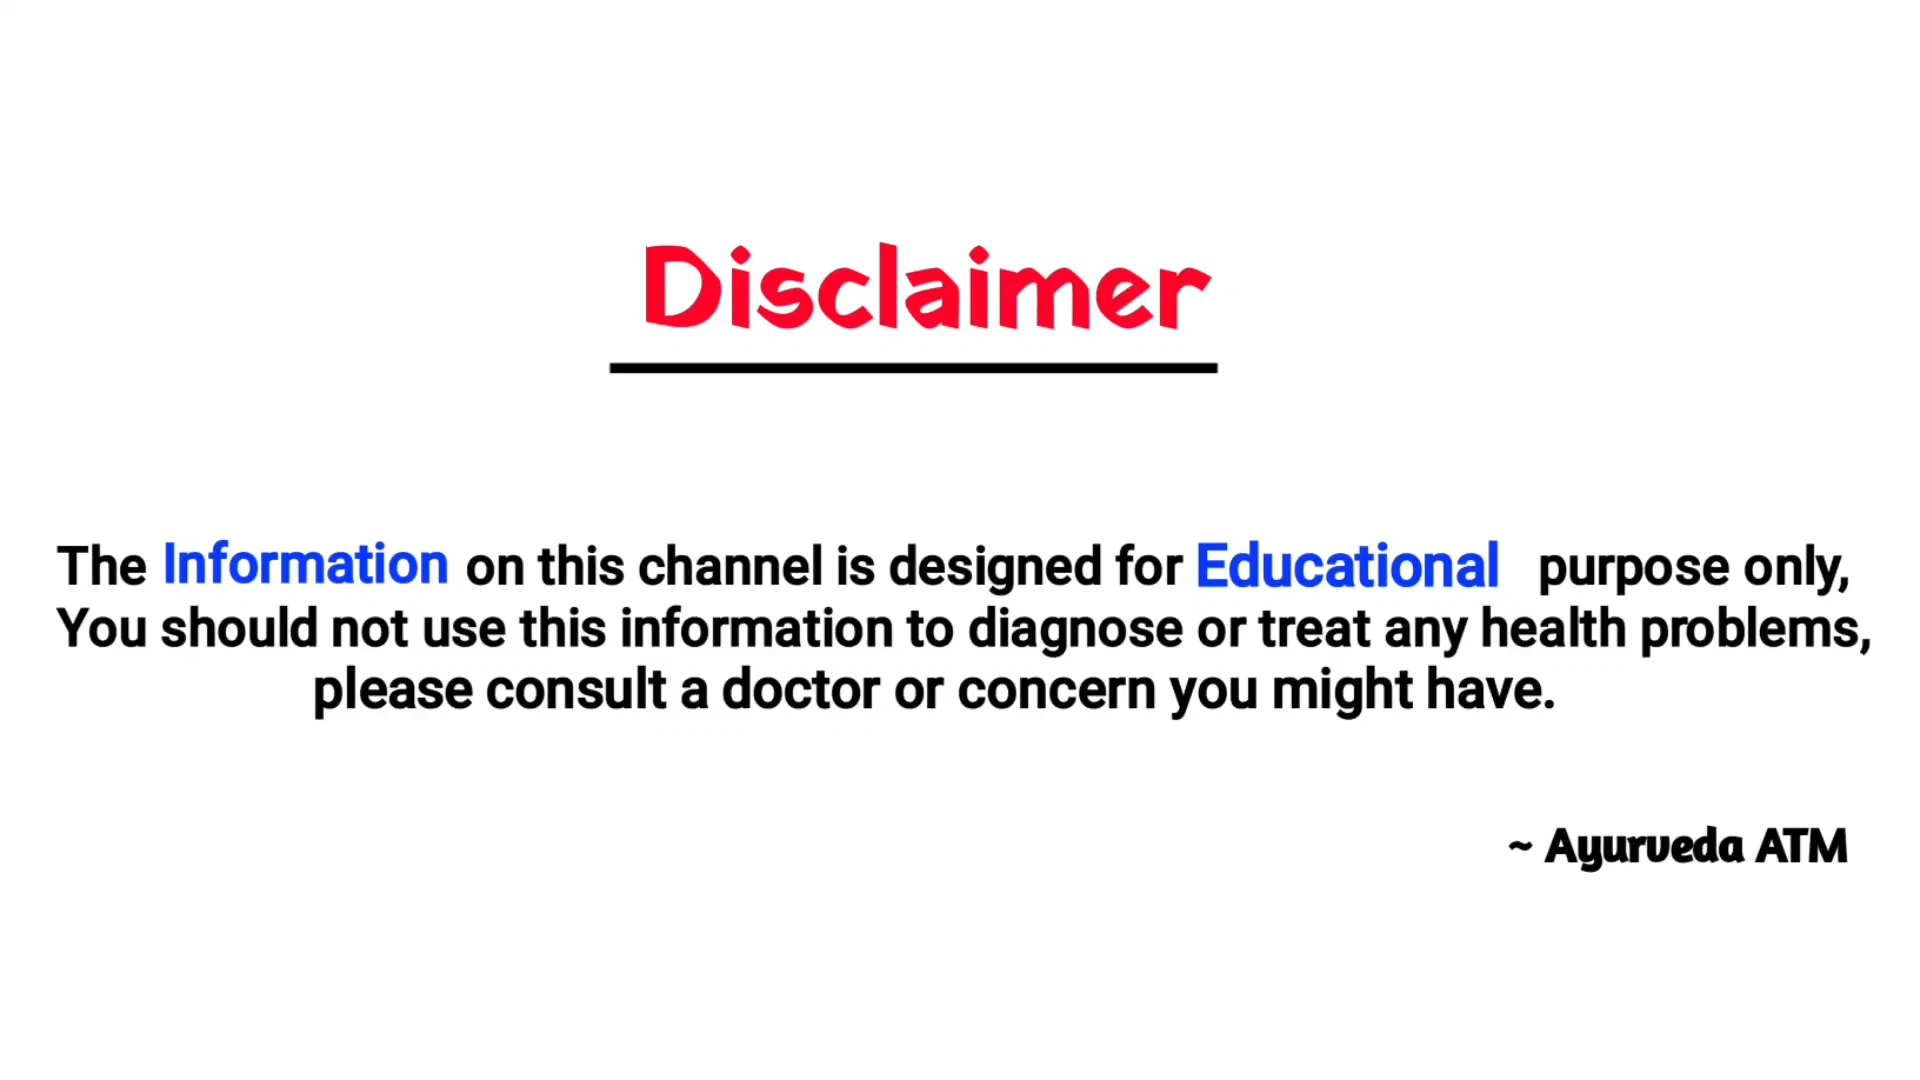 Disclaimer
The Information on this channel is designed for Educational purpose only,
You should not use this information to diagnose or treat any health problems,
please consult a doctor or concern you might have.
~ Ayurveda ATM